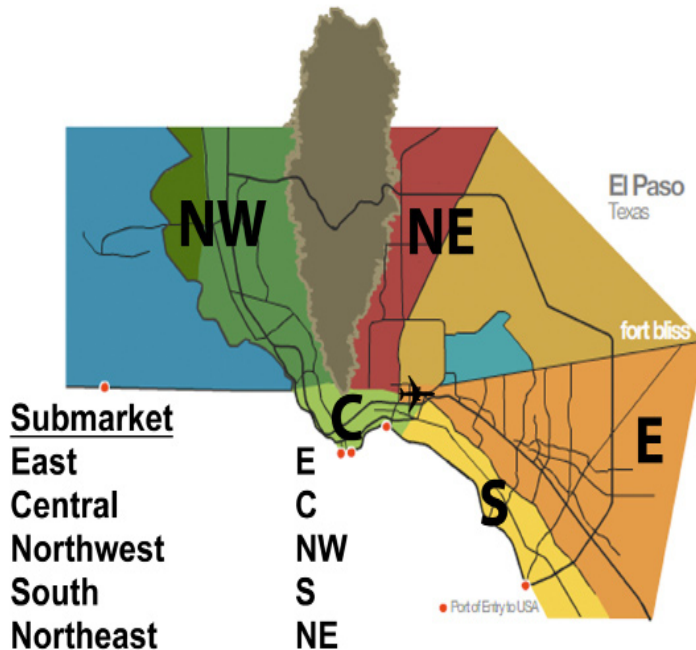 El Paso
Texas
NW
NE
fort bliss
C
E
S
Submarket
East E
Central C
Northwest NW
South S
Northeast NE
Port of Entry to USA